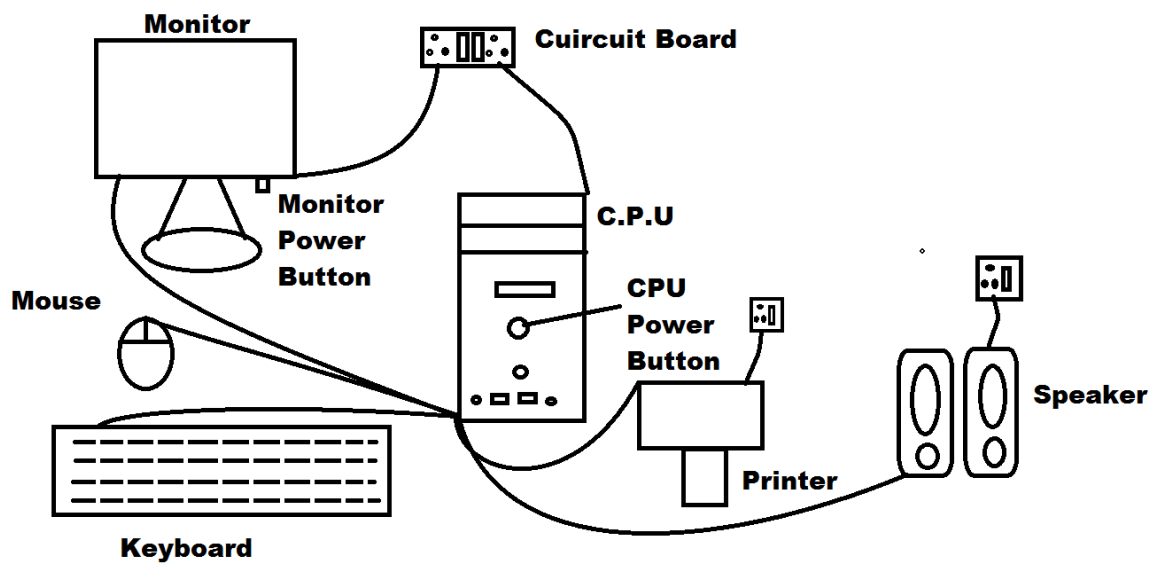 Monitor
Cuircuit Board
Monitor
Power
Button
C.P.U
CPU
Power
Button
Mouse
Speaker
Printer
Keyboard